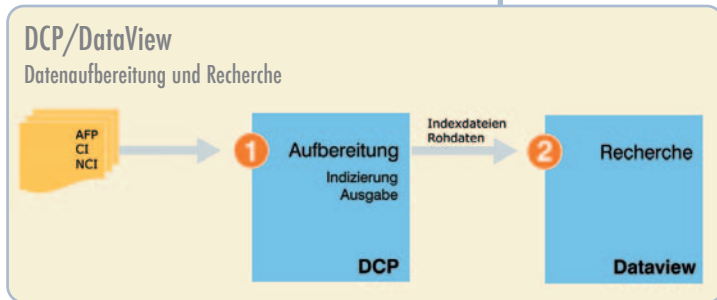 DCP/DataView
Datenaufbereitung und Recherche
AFP
CI
NCI
1
Aufbereitung
Indizierung
Ausgabe
DCP
Indexdateien
Rohdaten
2
Recherche
Dataview